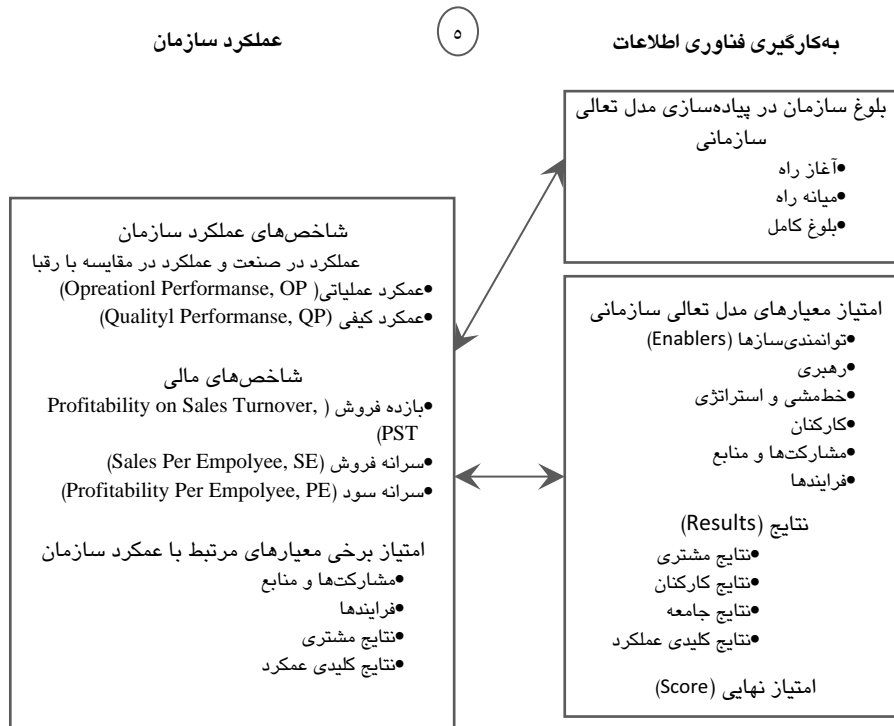 به‌کارگیری فناوری اطلاعات
۵
عملکرد سازمان
بلوغ سازمان در پیاده‌سازی مدل تعالی
سازمانی
•آغاز راه
•میانه راه
•بلوغ کامل
امتیاز معیارهای مدل تعالی سازمانی
•توانمندی‌سازها (Enablers)
•رهبری
•خط‌مشی و استراتژی
•کارکنان
•مشارکت‌ها و منابع
•فرایندها
نتایج (Results)
•نتایج مشتری
•نتایج کارکنان
•نتایج جامعه
•نتایج کلیدی عملکرد
امتیاز نهایی (Score)
شاخص‌های عملکرد سازمان
عملکرد در صنعت و عملکرد در مقایسه با رقبا
•عمکرد عملیاتی( Opreationl Performanse, OP)
•عمکرد کیفی (Qualityl Performanse, QP)
شاخص‌های مالی
•بازده فروش ( Profitability on Sales Turnover,
PST)
•سرانه فروش (Sales Per Empolyee, SE)
•سرانه سود (Profitability Per Empolyee, PE)
امتیاز برخی معیارهای مرتبط با عمکرد سازمان
•مشارکت‌ها و منابع
•فرایندها
•نتایج مشتری
•نتایج کلیدی عمکرد